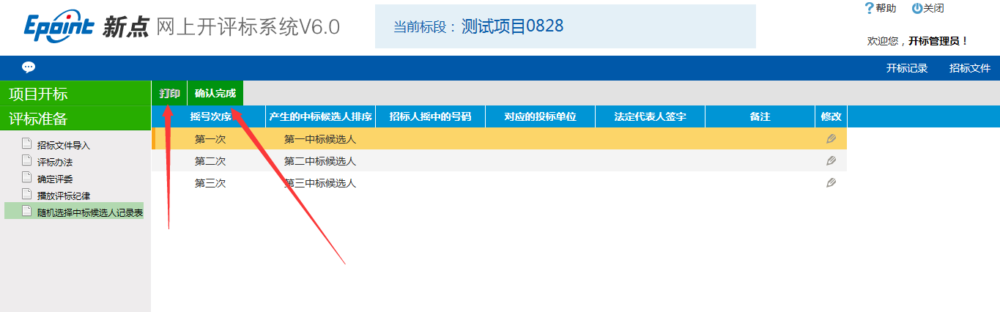 Epoint 新点 网上开评标系统V6.0
当前标段： 测试项目0828
帮助 关闭
欢迎您，开标管理员！
开标记录 招标文件
项目开标
评标准备
招标文件导入
评标办法
确定评委
播放评标纪律
随机选择中标候选人记录表
打印 确认完成
摇号次序 产生的中标候选人排序 招标人摇中的号码 对应的投标单位 法定代表人签字 备注 修改
第一次 第一中标候选人
第二次 第二中标候选人
第三次 第三中标候选人